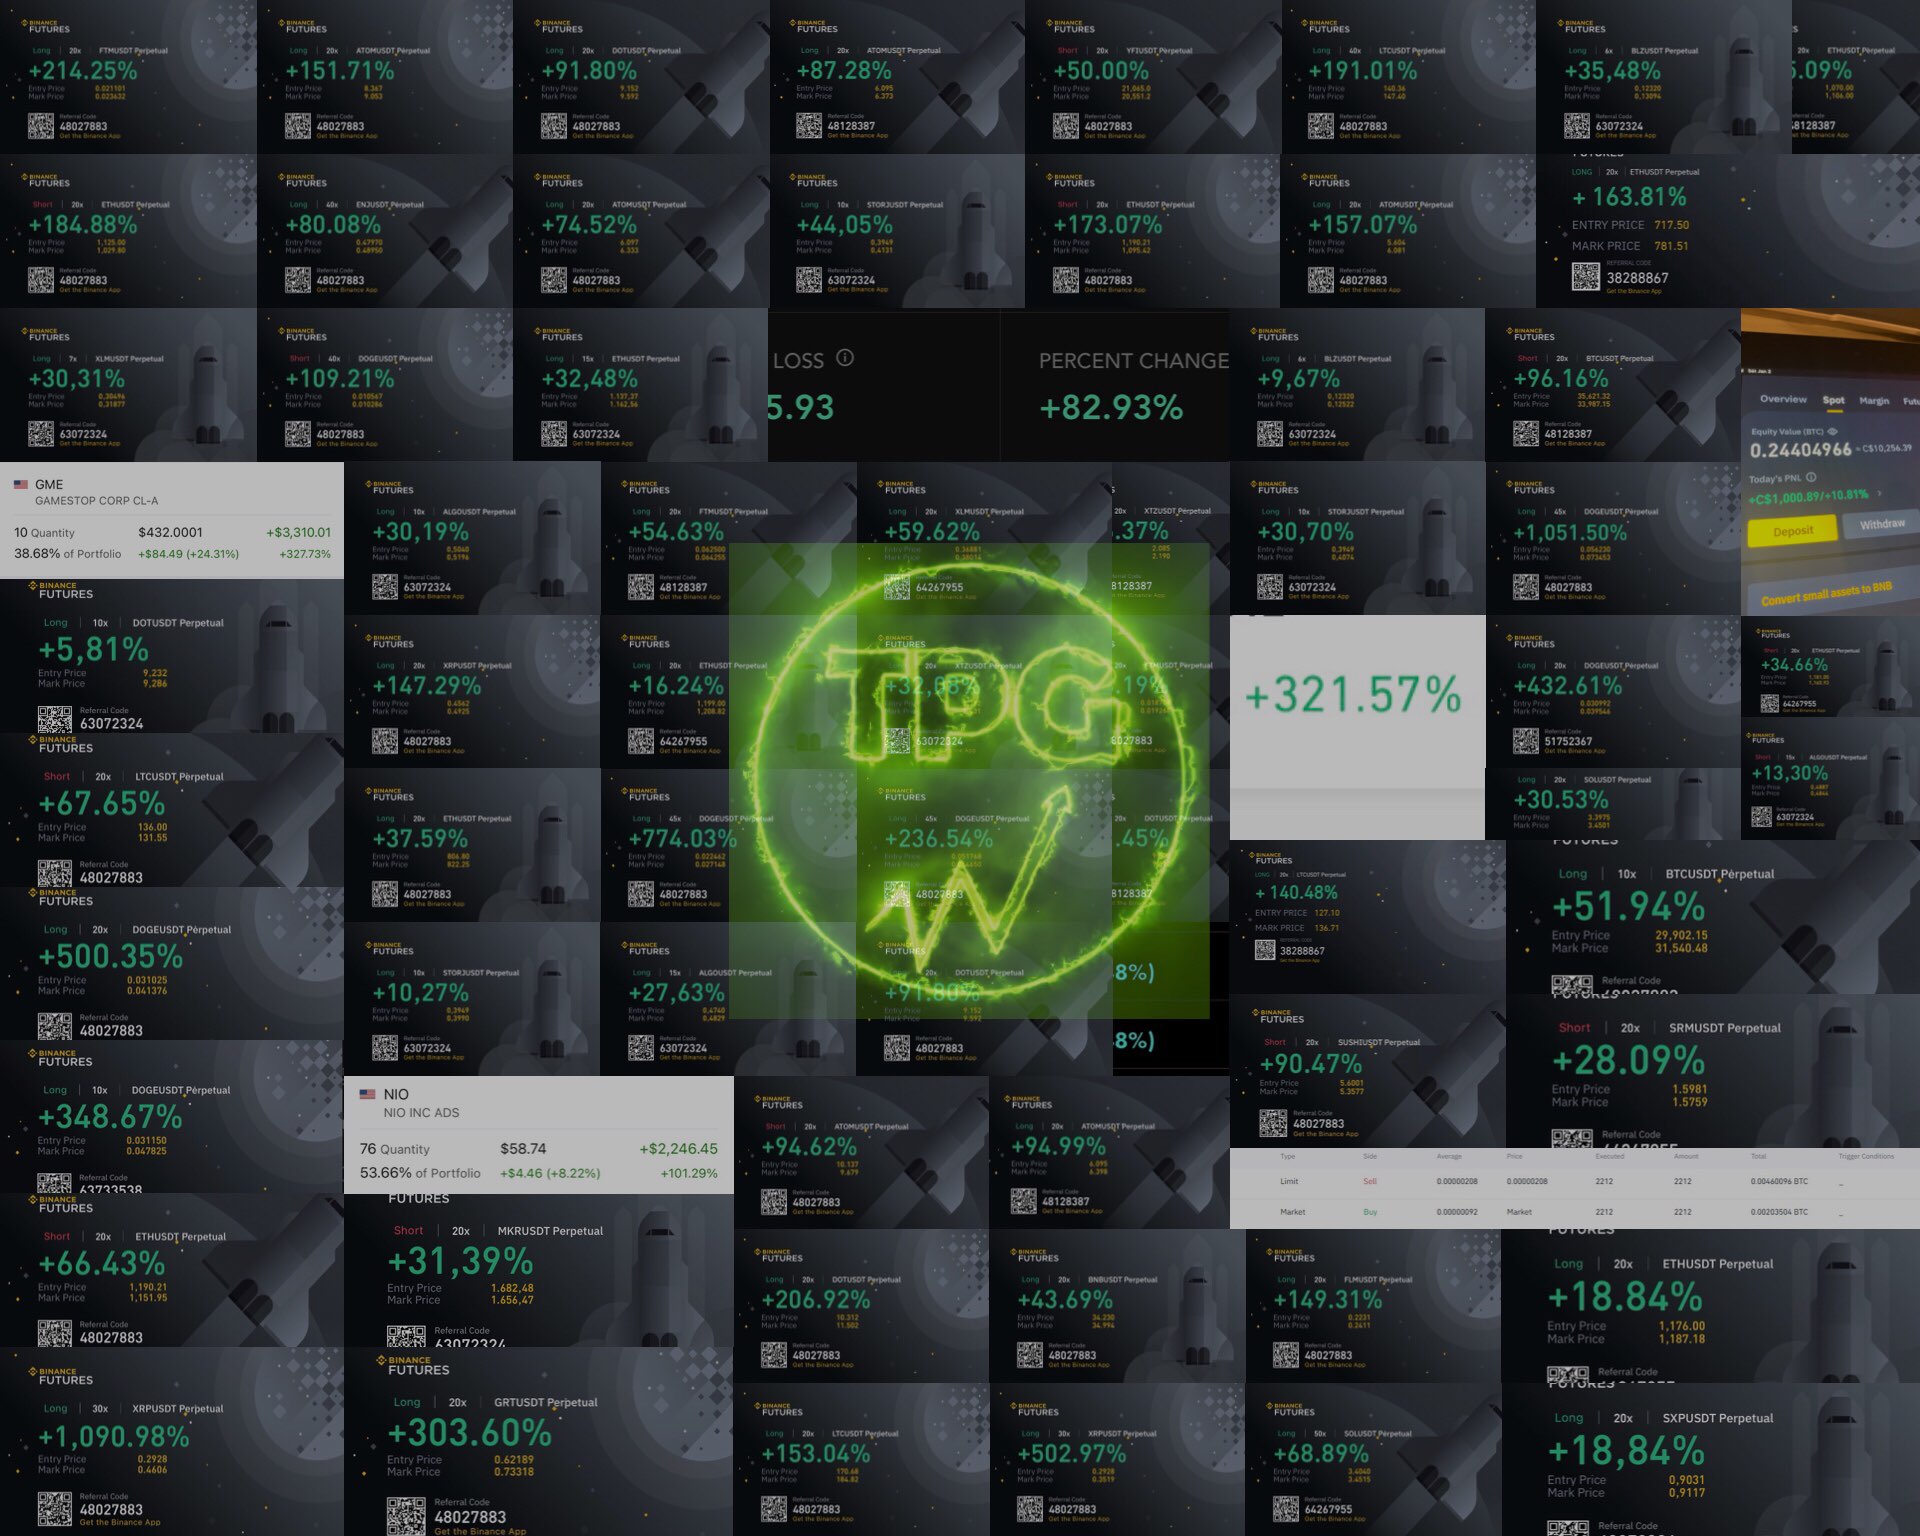 BINANCE
FUTURES
Long | 20x | FTMUSDT Perpetual
+214.25%
Entry Price 0.021101
Mark Price 0.023632
Referral Code
48027883
Get the Binance App
BINANCE
FUTURES
Long | 20x | ATOMUSDT Perpetual
+151.71%
Entry Price 8.367
Mark Price 9.053
Referral Code
48027883
Get the Binance App
BINANCE
FUTURES
Long | 20x | DOTUSDT Perpetual
+91.80%
Entry Price 9.152
Mark Price 9.592
Referral Code
48027883
Get the Binance App
BINANCE
FUTURES
Long | 20x | ATOMUSDT Perpetual
+87.28%
Entry Price 6.095
Mark Price 6.373
Referral Code
48128387
Get the Binance App
BINANCE
FUTURES
Short | 20x | YFIUSDT Perpetual
+50.00%
Entry Price 21,065.0
Mark Price 20,551.2
Referral Code
48027883
Get the Binance App
BINANCE
FUTURES
Long | 40x | LTCUSDT Perpetual
+191.01%
Entry Price 140.36
Mark Price 147.40
Referral Code
48027883
Get the Binance App
BINANCE
FUTURES
Long | 6x | BLZUSDT Perpetual
+35,48%
Entry Price 0,12320
Mark Price 0,13094
Referral Code
63072324
Get the Binance App
20x | ETHUSDT Perpetual
5.09%
1,070.00
1,106.00
48128387
Get the Binance App
BINANCE
FUTURES
Short | 20x | ETHUSDT Perpetual
+184.88%
Entry Price 1,125.00
Mark Price 1,029.80
Referral Code
48027883
Get the Binance App
BINANCE
FUTURES
Long | 40x | ENJUSDT Perpetual
+80.08%
Entry Price 0.47970
Mark Price 0.48950
Referral Code
48027883
Get the Binance App
BINANCE
FUTURES
Long | 20x | ATOMUSDT Perpetual
+74.52%
Entry Price 6.097
Mark Price 6.333
Referral Code
48027883
Get the Binance App
BINANCE
FUTURES
Long | 10x | STORJUSDT Perpetual
+44,05%
Entry Price 0,3949
Mark Price 0,4131
Referral Code
63072324
Get the Binance App
BINANCE
FUTURES
Short | 20x | ETHUSDT Perpetual
+173.07%
Entry Price 1,190.21
Mark Price 1,095.42
Referral Code
48027883
Get the Binance App
BINANCE
FUTURES
Long | 20x | ATOMUSDT Perpetual
+157.07%
Entry Price 5.604
Mark Price 6.081
Referral Code
48027883
Get the Binance App
FUTURES
LONG | 20x | ETHUSDT Perpetual
+ 163.81%
ENTRY PRICE 717.50
MARK PRICE 781.51
REFERRAL CODE
38288867
Get the Binance App
BINANCE
FUTURES
Long | 7x | XLMUSDT Perpetual
+30,31%
Entry Price 0,30496
Mark Price 0,31877
Referral Code
63072324
Get the Binance App
BINANCE
FUTURES
Short | 40x | DOGEUSDT Perpetual
+109.21%
Entry Price 0.010567
Mark Price 0.010286
Referral Code
48027883
Get the Binance App
BINANCE
FUTURES
Long | 15x | ETHUSDT Perpetual
+32,48%
Entry Price 1.137,37
Mark Price 1.162,56
Referral Code
63072324
Get the Binance App
LOSS
5.93
PERCENT CHANGE
+82.93%
BINANCE
FUTURES
Long | 6x | BLZUSDT Perpetual
+9,67%
Entry Price 0,12320
Mark Price 0,12522
Referral Code
63072324
Get the Binance App
BINANCE
FUTURES
Short | 20x | BTCUSDT Perpetual
+96.16%
Entry Price 35,621.32
Mark Price 33,987.15
Referral Code
48128387
Get the Binance App
Overview Spot Margin Futu
Equity Value (BTC)
0.24404966 ≈ C$10,256.39
Today's PNL
+C$1,000.89/+10.81%
Deposit Withdraw
Convert small assets to BNB
GME
GAMESTOP CORP CL-A
10 Quantity $432.0001 +$3,310.01
38.68% of Portfolio +$84.49 (+24.31%) +327.73%
BINANCE
FUTURES
Long | 10x | ALGOUSDT Perpetual
+30,19%
Entry Price 0,5040
Mark Price 0,5196
Referral Code
63072324
Get the Binance App
BINANCE
FUTURES
Long | 20x | FTMUSDT Perpetual
+54.63%
Entry Price 0.062500
Mark Price 0.064255
Referral Code
48128387
Get the Binance App
BINANCE
FUTURES
Long | 20x | XLMUSDT Perpetual
+59.62%
Entry Price 0.36881
Mark Price 0.38014
Referral Code
64267955
Get the Binance App
20x | XTZUSDT Perpetual
.37%
2.085
2.190
8128387
BINANCE
FUTURES
Long | 10x | STORJUSDT Perpetual
+30,70%
Entry Price 0,3949
Mark Price 0,4074
Referral Code
63072324
Get the Binance App
BINANCE
FUTURES
Long | 45x | DOGEUSDT Perpetual
+1,051.50%
Entry Price 0.056230
Mark Price 0.073453
Referral Code
48027883
Get the Binance App
BINANCE
FUTURES
Long | 10x | DOTUSDT Perpetual
+5,81%
Entry Price 9,232
Mark Price 9,286
Referral Code
63072324
BINANCE
FUTURES
Long | 20x | XRPUSDT Perpetual
+147.29%
Entry Price 0.4562
Mark Price 0.4925
Referral Code
48027883
Get the Binance App
BINANCE
FUTURES
Long | 20x | ETHUSDT Perpetual
+16.24%
Entry Price 1,199.00
Mark Price 1,208.82
Referral Code
64267955
Get the Binance App
TPG
BINANCE
FUTURES
20x | XTZUSDT Perpetual
+32,08%
63072324
FTMUSDT Perpetual
19%
8027883
+321.57%
BINANCE
FUTURES
Long | 20x | DOGEUSDT Perpetual
+432.61%
Entry Price 0.030992
Mark Price 0.039546
Referral Code
51752367
Get the Binance App
BINANCE
FUTURES
Short | 20x | ETHUSDT Perpetual
+34.66%
Entry Price
Mark Price
Referral Code
64267955
Get the Binance App
BINANCE
FUTURES
Short | 20x | LTCUSDT Perpetual
+67.65%
Entry Price 136.00
Mark Price 131.55
Referral Code
48027883
BINANCE
FUTURES
Long | 20x | ETHUSDT Perpetual
+37.59%
Entry Price 806.80
Mark Price 822.25
Referral Code
48027883
Get the Binance App
BINANCE
FUTURES
Long | 45x | DOGEUSDT Perpetual
+774.03%
Entry Price 0.022462
Mark Price 0.027148
Referral Code
48027883
Get the Binance App
BINANCE
FUTURES
Long | 45x | DOGEUSDT Perpetual
+236.54%
Entry Price
Mark Price
Referral Code
48027883
20x | DOTUSDT Perpetual
.45%
8128387
Long | 20x | SOLUSDT Perpetual
+30.53%
Entry Price 3.3975
Mark Price 3.4501
BINANCE
FUTURES
Short | 15x | ALGOUSDT Perpetual
+13,30%
Entry Price 0,4887
Mark Price 0,4844
Referral Code
63072324
Get the Binance App
BINANCE
FUTURES
Long | 20x | DOGEUSDT Perpetual
+500.35%
Entry Price 0.031025
Mark Price 0.041376
Referral Code
48027883
BINANCE
FUTURES
Long | 10x | STORJUSDT Perpetual
+10,27%
Entry Price 0,3949
Mark Price 0,3990
Referral Code
63072324
Get the Binance App
BINANCE
FUTURES
Long | 15x | ALGOUSDT Perpetual
+27,63%
Entry Price 0,4740
Mark Price 0,4829
Referral Code
63072324
Get the Binance App
BINANCE
FUTURES
20x | DOTUSDT Perpetual
+91.80%
Entry Price 9.152
Mark Price 9.592
Referral Code
48027883
Get the Binance App
8%)
8%)
BINANCE
FUTURES
LONG | 20x | LTCUSDT Perpetual
+ 140.48%
ENTRY PRICE 127.10
MARK PRICE 136.71
REFERRAL CODE
38288867
Get the Binance App
FUTURES
Long | 10x | BTCUSDT Perpetual
+51.94%
Entry Price 29,902.15
Mark Price 31,540.48
Referral Code
BINANCE
FUTURES
Short | 20x | SUSHIUSDT Perpetual
+90.47%
Entry Price 5.6001
Mark Price 5.3577
Referral Code
48027883
Get the Binance App
FUTURES
Short | 20x | SRMUSDT Perpetual
+28.09%
Entry Price 1.5981
Mark Price 1.5759
Referral Code
BINANCE
FUTURES
Long | 10x | DOGEUSDT Perpetual
+348.67%
Entry Price 0.031150
Mark Price 0.047825
Referral Code
63733538
NIO
NIO INC ADS
76 Quantity $58.74 +$2,246.45
53.66% of Portfolio +$4.46 (+8.22%) +101.29%
BINANCE
FUTURES
Short | 20x | ATOMUSDT Perpetual
+94.62%
Entry Price 10.137
Mark Price 9.679
Referral Code
48027883
Get the Binance App
BINANCE
FUTURES
Long | 20x | ATOMUSDT Perpetual
+94.99%
Entry Price 6.095
Mark Price 6.398
Referral Code
48128387
Get the Binance App
Type Side Average Price Executed Amount Total Trigger Conditions
Limit Sell 0.00000208 0.00000208 2212 2212 0.00460096 BTC _
Market Buy 0.00000092 Market 2212 2212 0.00203504 BTC _
BINANCE
FUTURES
Short | 20x | ETHUSDT Perpetual
+66.43%
Entry Price 1,190.21
Mark Price 1,151.95
Referral Code
48027883
FUTURES
Short | 20x | MKRUSDT Perpetual
+31,39%
Entry Price 1.682,48
Mark Price 1.656,47
Referral Code
63072324
BINANCE
FUTURES
Long | 20x | DOTUSDT Perpetual
+206.92%
Entry Price 10.312
Mark Price 11.502
Referral Code
48027883
Get the Binance App
BINANCE
FUTURES
Long | 20x | BNBUSDT Perpetual
+43.69%
Entry Price 34.230
Mark Price 34.994
Referral Code
48027883
Get the Binance App
BINANCE
FUTURES
Long | 20x | FLMUSDT Perpetual
+149.31%
Entry Price 0.2231
Mark Price 0.2411
Referral Code
48027883
Get the Binance App
FUTURES
Long | 20x | ETHUSDT Perpetual
+18.84%
Entry Price 1,176.00
Mark Price 1,187.18
Referral Code
BINANCE
FUTURES
Long | 30x | XRPUSDT Perpetual
+1,090.98%
Entry Price 0.2928
Mark Price 0.4606
Referral Code
48027883
Get the Binance App
BINANCE
FUTURES
Long | 20x | GRTUSDT Perpetual
+303.60%
Entry Price 0.62189
Mark Price 0.73318
Referral Code
48027883
Get the Binance App
BINANCE
FUTURES
Long | 20x | LTCUSDT Perpetual
+153.04%
Entry Price 170.68
Mark Price 184.82
Referral Code
48027883
Get the Binance App
BINANCE
FUTURES
Long | 30x | XRPUSDT Perpetual
+502.97%
Entry Price 0.2928
Mark Price 0.3519
Referral Code
48027883
Get the Binance App
BINANCE
FUTURES
Long | 50x | SOLUSDT Perpetual
+68.89%
Entry Price 3.4040
Mark Price 3.4515
Referral Code
64267955
Get the Binance App
FUTURES
Long | 20x | SXPUSDT Perpetual
+18,84%
Entry Price 0,9031
Mark Price 0,9117
Referral Code